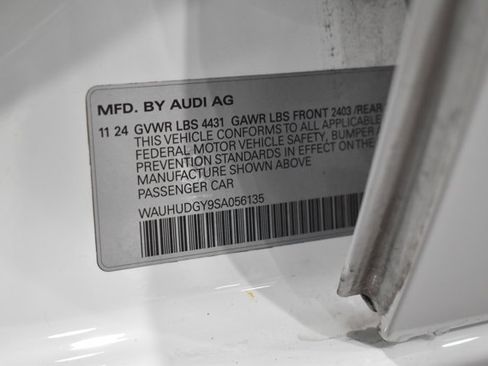 MFD. BY AUDI AG
11 24 GVWR LBS 4431 GAWR LBS FRONT 2403 /REAR
THIS VEHICLE CONFORMS TO ALL APPLICABLE
FEDERAL MOTOR VEHICLE SAFETY, BUMPER
PREVENTION STANDARDS IN EFFECT ON THE
MANUFACTURE SHOWN ABOVE
PASSENGER CAR
WAUHUDGY9SA056135